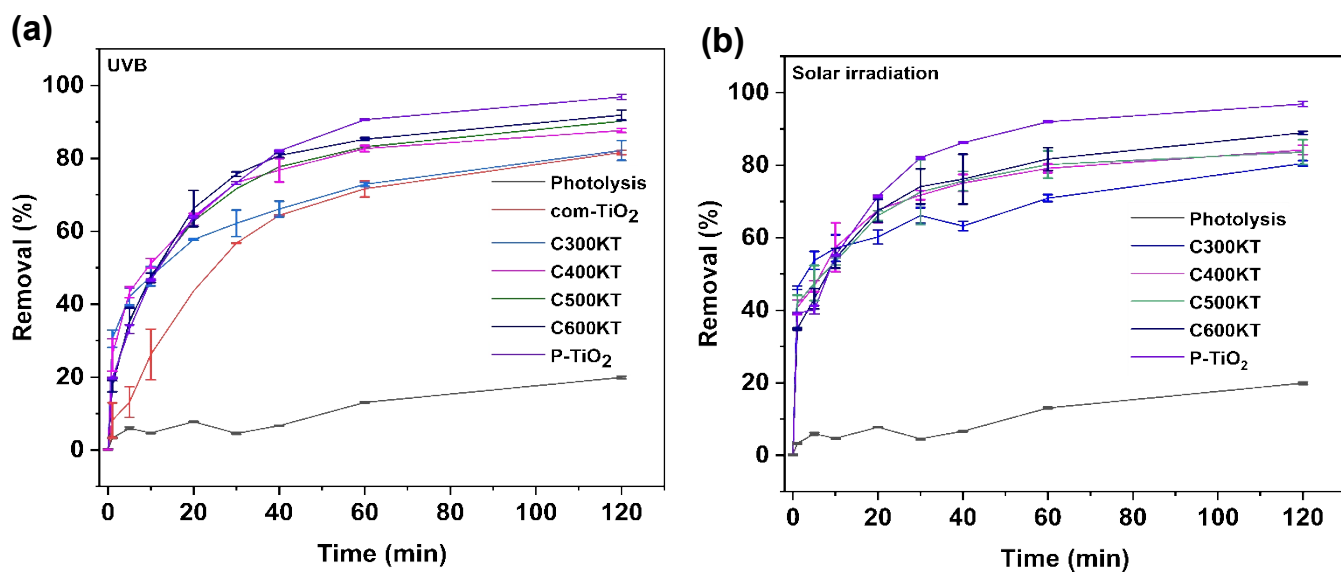 (a)
UVB
Removal (%)
100
80
60
40
20
0
Photolysis
com-TiO₂
C300KT
C400KT
C500KT
C600KT
P-TiO₂
0 20 40 60 80 100 120
Time (min)
(b)
Solar irradiation
Removal (%)
100
80
60
40
20
0
Photolysis
C300KT
C400KT
C500KT
C600KT
P-TiO₂
0 20 40 60 80 100 120
Time (min)